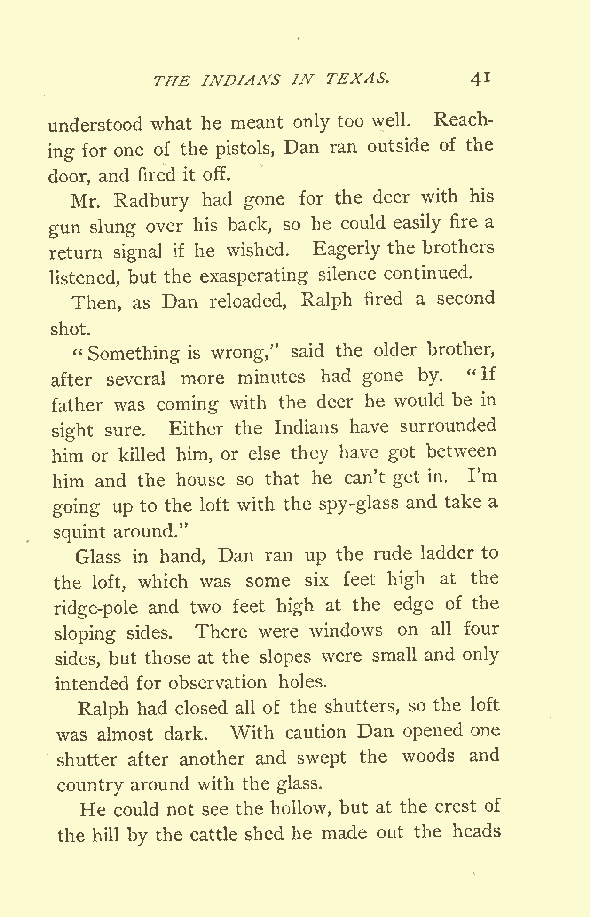 THE INDIANS IN TEXAS. 41
understood what he meant only too well. Reach-
ing for one of the pistols, Dan ran outside of the
door, and fired it off.
Mr. Radbury had gone for the deer with his
gun slung over his back, so he could easily fire a
return signal if he wished. Eagerly the brothers
listened, but the exasperating silence continued.
Then, as Dan reloaded, Ralph fired a second
shot.
“Something is wrong,” said the older brother,
after several more minutes had gone by. “If
father was coming with the deer he would be in
sight sure. Either the Indians have surrounded
him or killed him, or else they have got between
him and the house so that he can’t get in. I’m
going up to the loft with the spy-glass and take a
squint around.”
Glass in hand, Dan ran up the rude ladder to
the loft, which was some six feet high at the
ridge-pole and two feet high at the edge of the
sloping sides. There were windows on all four
sides, but those at the slopes were small and only
intended for observation holes.
Ralph had closed all of the shutters, so the loft
was almost dark. With caution Dan opened one
shutter after another and swept the woods and
country around with the glass.
He could not see the hollow, but at the crest of
the hill by the cattle shed he made out the heads